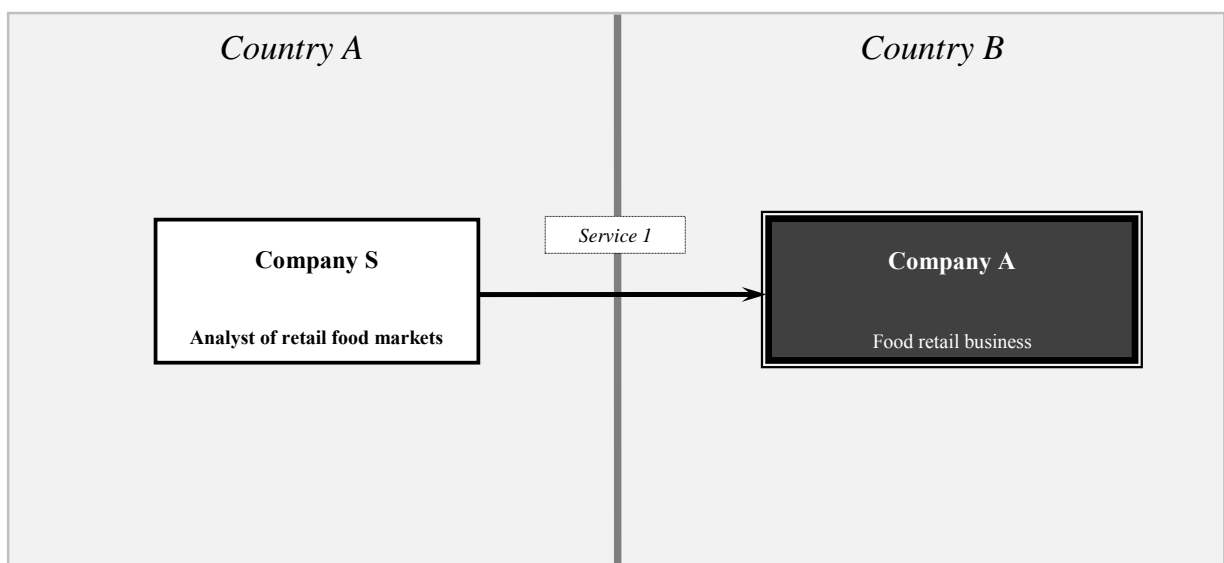 Country A
Country B
Service 1
Company S
Analyst of retail food markets
Company A
Food retail business